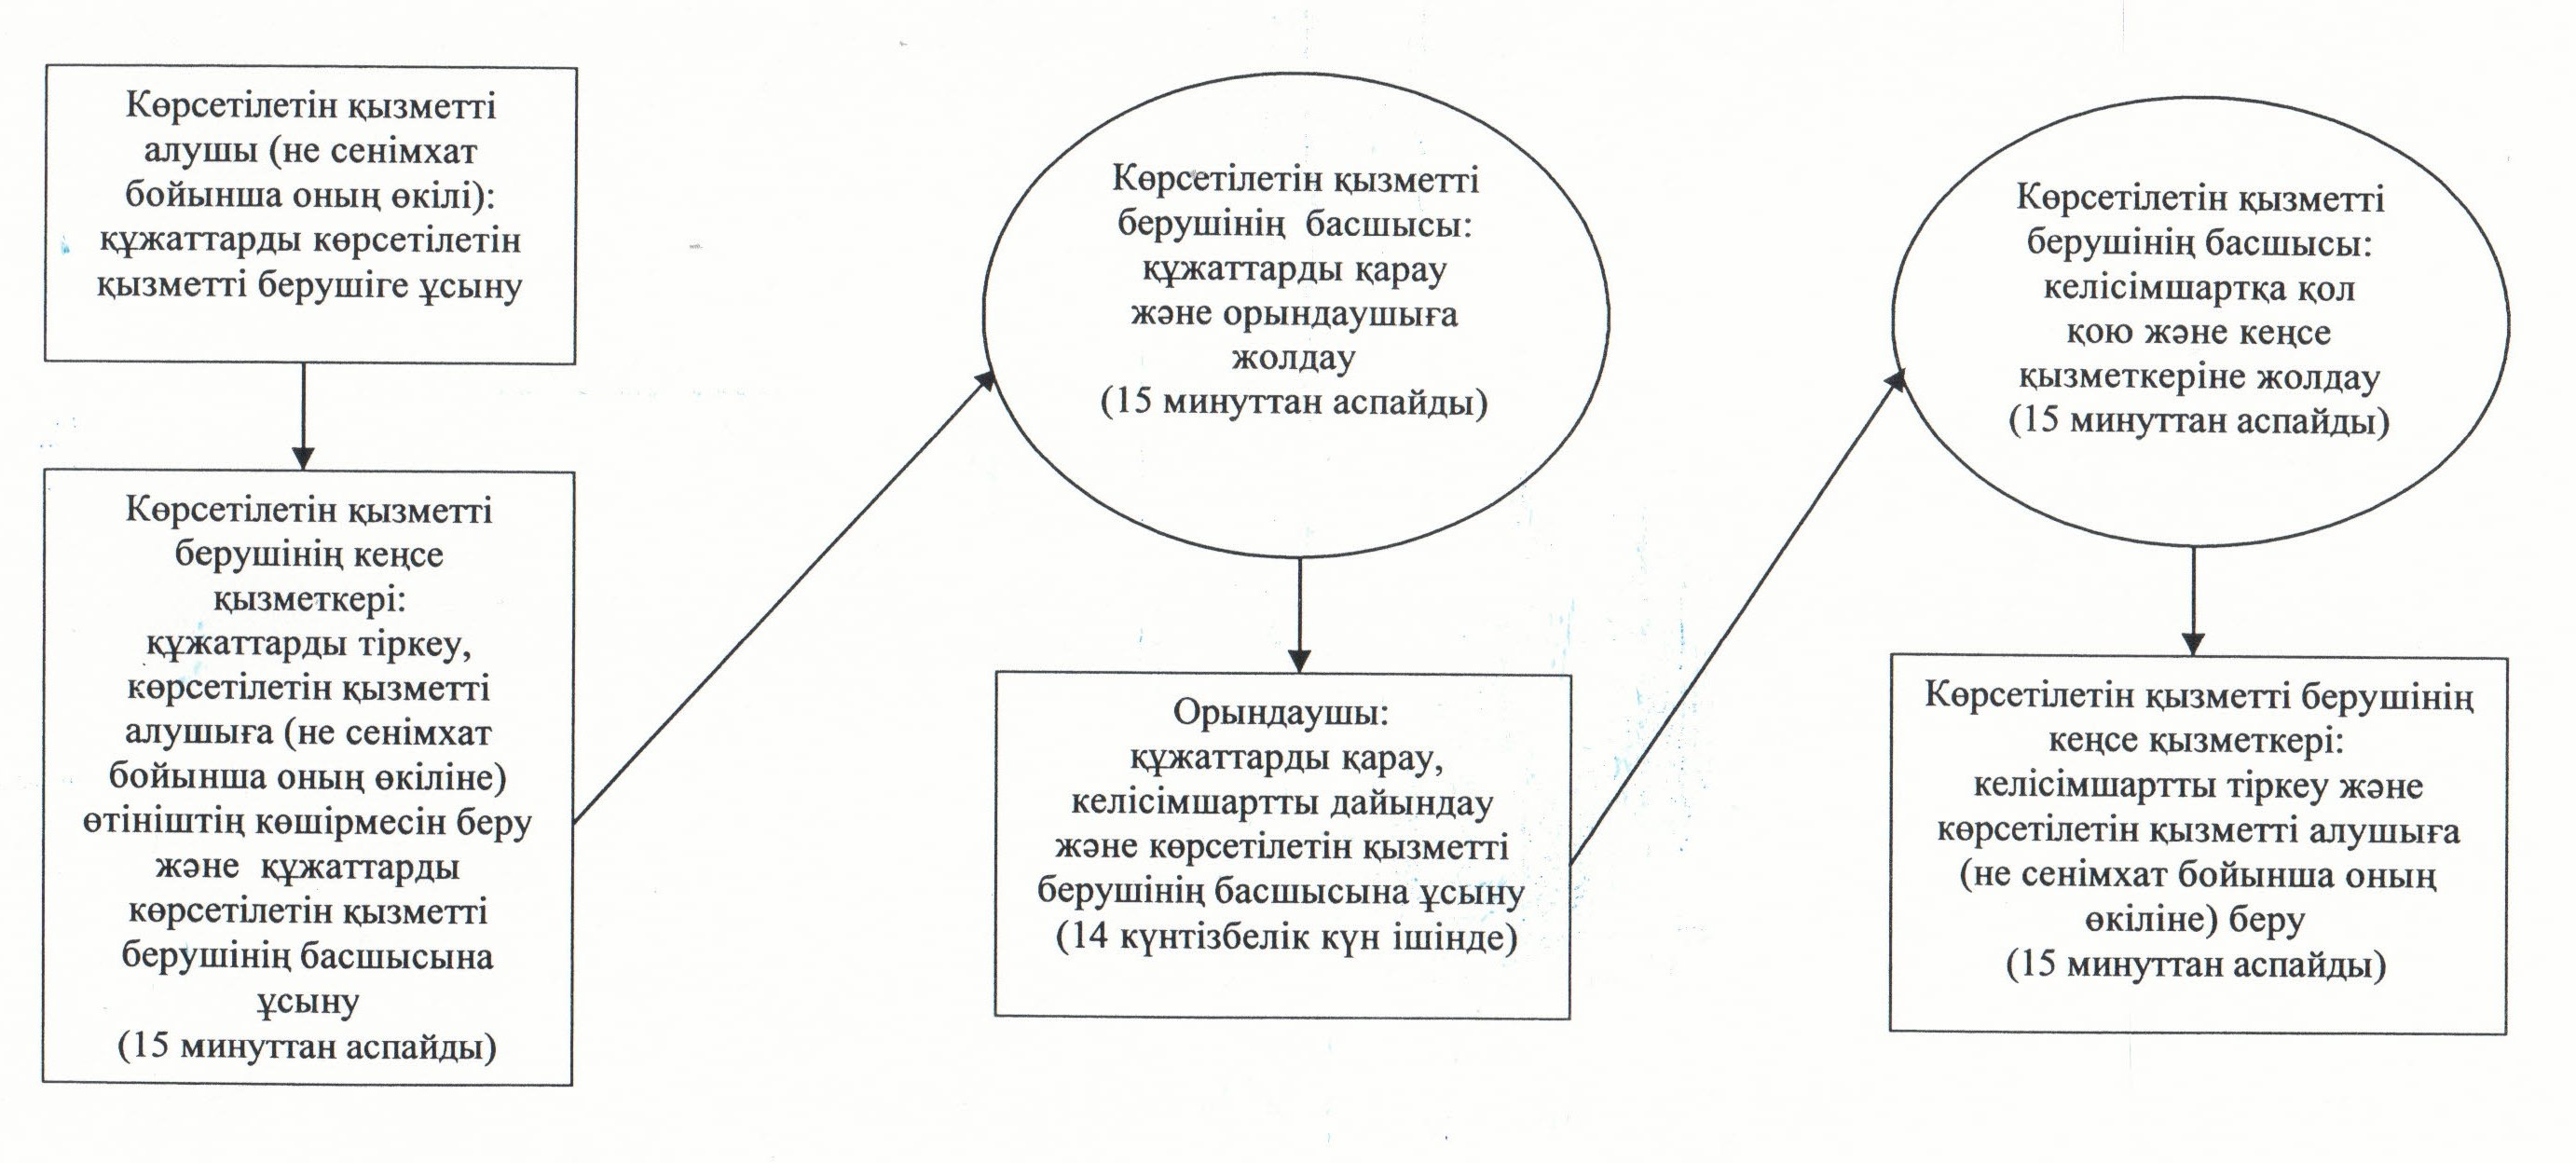 Көрсетілетін қызметті
алушы (не сенімхат
бойынша оның өкілі):
құжаттарды көрсетілетін
қызметті берушіге ұсыну
Көрсетілетін қызметті
берушінің кеңсе
қызметкері:
құжаттарды тіркеу,
көрсетілетін қызметті
алушыға (не сенімхат
бойынша оның өкіліне)
өтініштің көшірмесін беру
және құжаттарды
көрсетілетін қызметті
берушінің басшысына
ұсыну
(15 минуттан аспайды)
Көрсетілетін қызметті
берушінің басшысы:
құжаттарды қарау
және орындаушыға
жолдау
(15 минуттан аспайды)
Орындаушы:
құжаттарды қарау,
келісімшартты дайындау
және көрсетілетін қызметті
берушінің басшысына ұсыну
(14 күнтізбелік күн ішінде)
Көрсетілетін қызметті
берушінің басшысы:
келісімшартқа қол
қою және кеңсе
қызметкеріне жолдау
(15 минуттан аспайды)
Көрсетілетін қызметті берушінің
кеңсе қызметкері:
келісімшартты тіркеу және
көрсетілетін қызметті алушыға
(не сенімхат бойынша оның
өкіліне) беру
(15 минуттан аспайды)